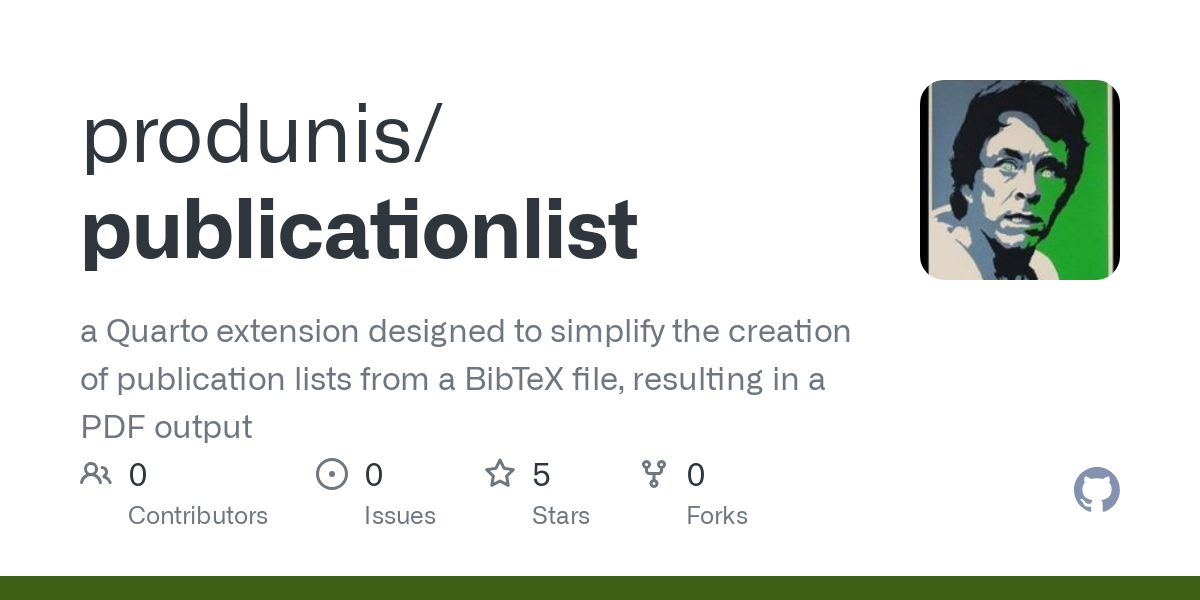 produnis/
publicationlist
a Quarto extension designed to simplify the creation
of publication lists from a BibTeX file, resulting in a
PDF output
0 0 5 0
Contributors Issues Stars Forks